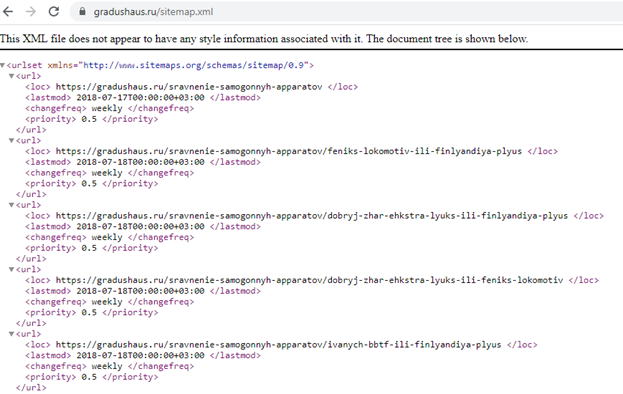 gradushaus.ru/sitemap.xml
This XML file does not appear to have any style information associated with it. The document tree is shown below.
<urlset xmlns="http://www.sitemaps.org/schemas/sitemap/0.9">
<url>
<loc> https://gradushaus.ru/sravnenie-samogonnyh-apparatov </loc>
<lastmod> 2018-07-17T00:00:00+03:00 </lastmod>
<changefreq> weekly </changefreq>
<priority> 0.5 </priority>
</url>
<url>
<loc> https://gradushaus.ru/sravnenie-samogonnyh-apparatov/feniks-lokomotiv-ili-finlyandiya-plyus </loc>
<lastmod> 2018-07-18T00:00:00+03:00 </lastmod>
<changefreq> weekly </changefreq>
<priority> 0.5 </priority>
</url>
<url>
<loc> https://gradushaus.ru/sravnenie-samogonnyh-apparatov/dobryj-zhar-ehkstra-lyuks-ili-finlyandiya-plyus </loc>
<lastmod> 2018-07-18T00:00:00+03:00 </lastmod>
<changefreq> weekly </changefreq>
<priority> 0.5 </priority>
</url>
<url>
<loc> https://gradushaus.ru/sravnenie-samogonnyh-apparatov/dobryj-zhar-ehkstra-lyuks-ili-feniks-lokomotiv </loc>
<lastmod> 2018-07-18T00:00:00+03:00 </lastmod>
<changefreq> weekly </changefreq>
<priority> 0.5 </priority>
</url>
<url>
<loc> https://gradushaus.ru/sravnenie-samogonnyh-apparatov/ivanych-bbtf-ili-finlyandiya-plyus </loc>
<lastmod> 2018-07-18T00:00:00+03:00 </lastmod>
<changefreq> weekly </changefreq>
<priority> 0.5 </priority>
</url>